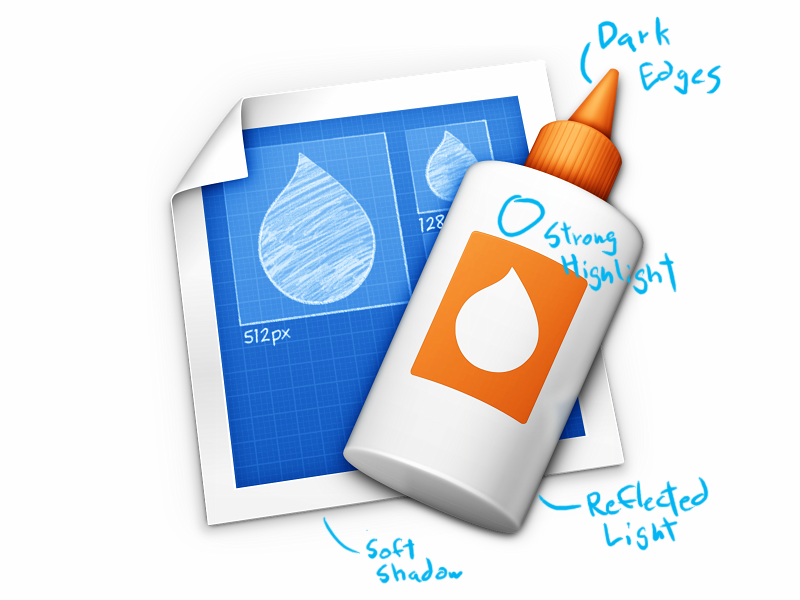 Dark
Edges
128
Strong
Highlight
512px
Reflected
Light
Soft
Shadow